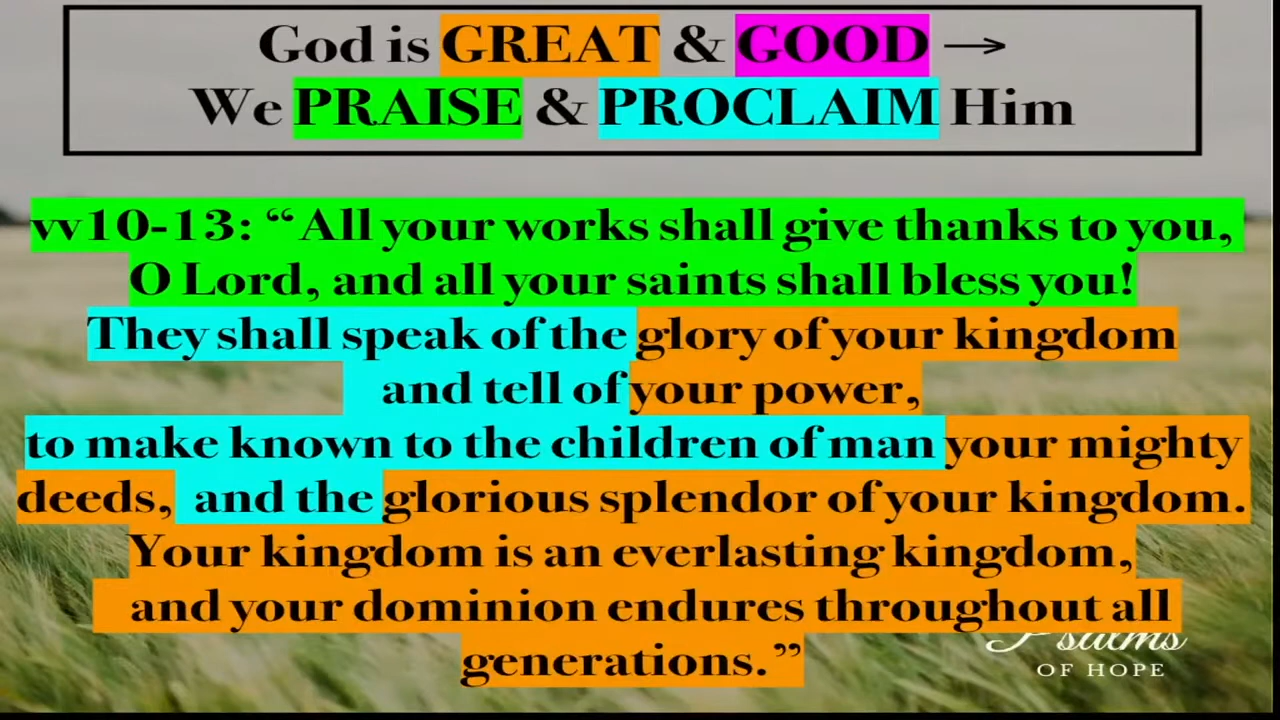 God is GREAT & GOOD →
We PRAISE & PROCLAIM Him
vv10-13: “All your works shall give thanks to you,
O Lord, and all your saints shall bless you!
They shall speak of the glory of your kingdom
and tell of your power,
to make known to the children of man your mighty
deeds, and the glorious splendor of your kingdom.
Your kingdom is an everlasting kingdom,
and your dominion endures throughout all
generations.”
Psalms
OF HOPE